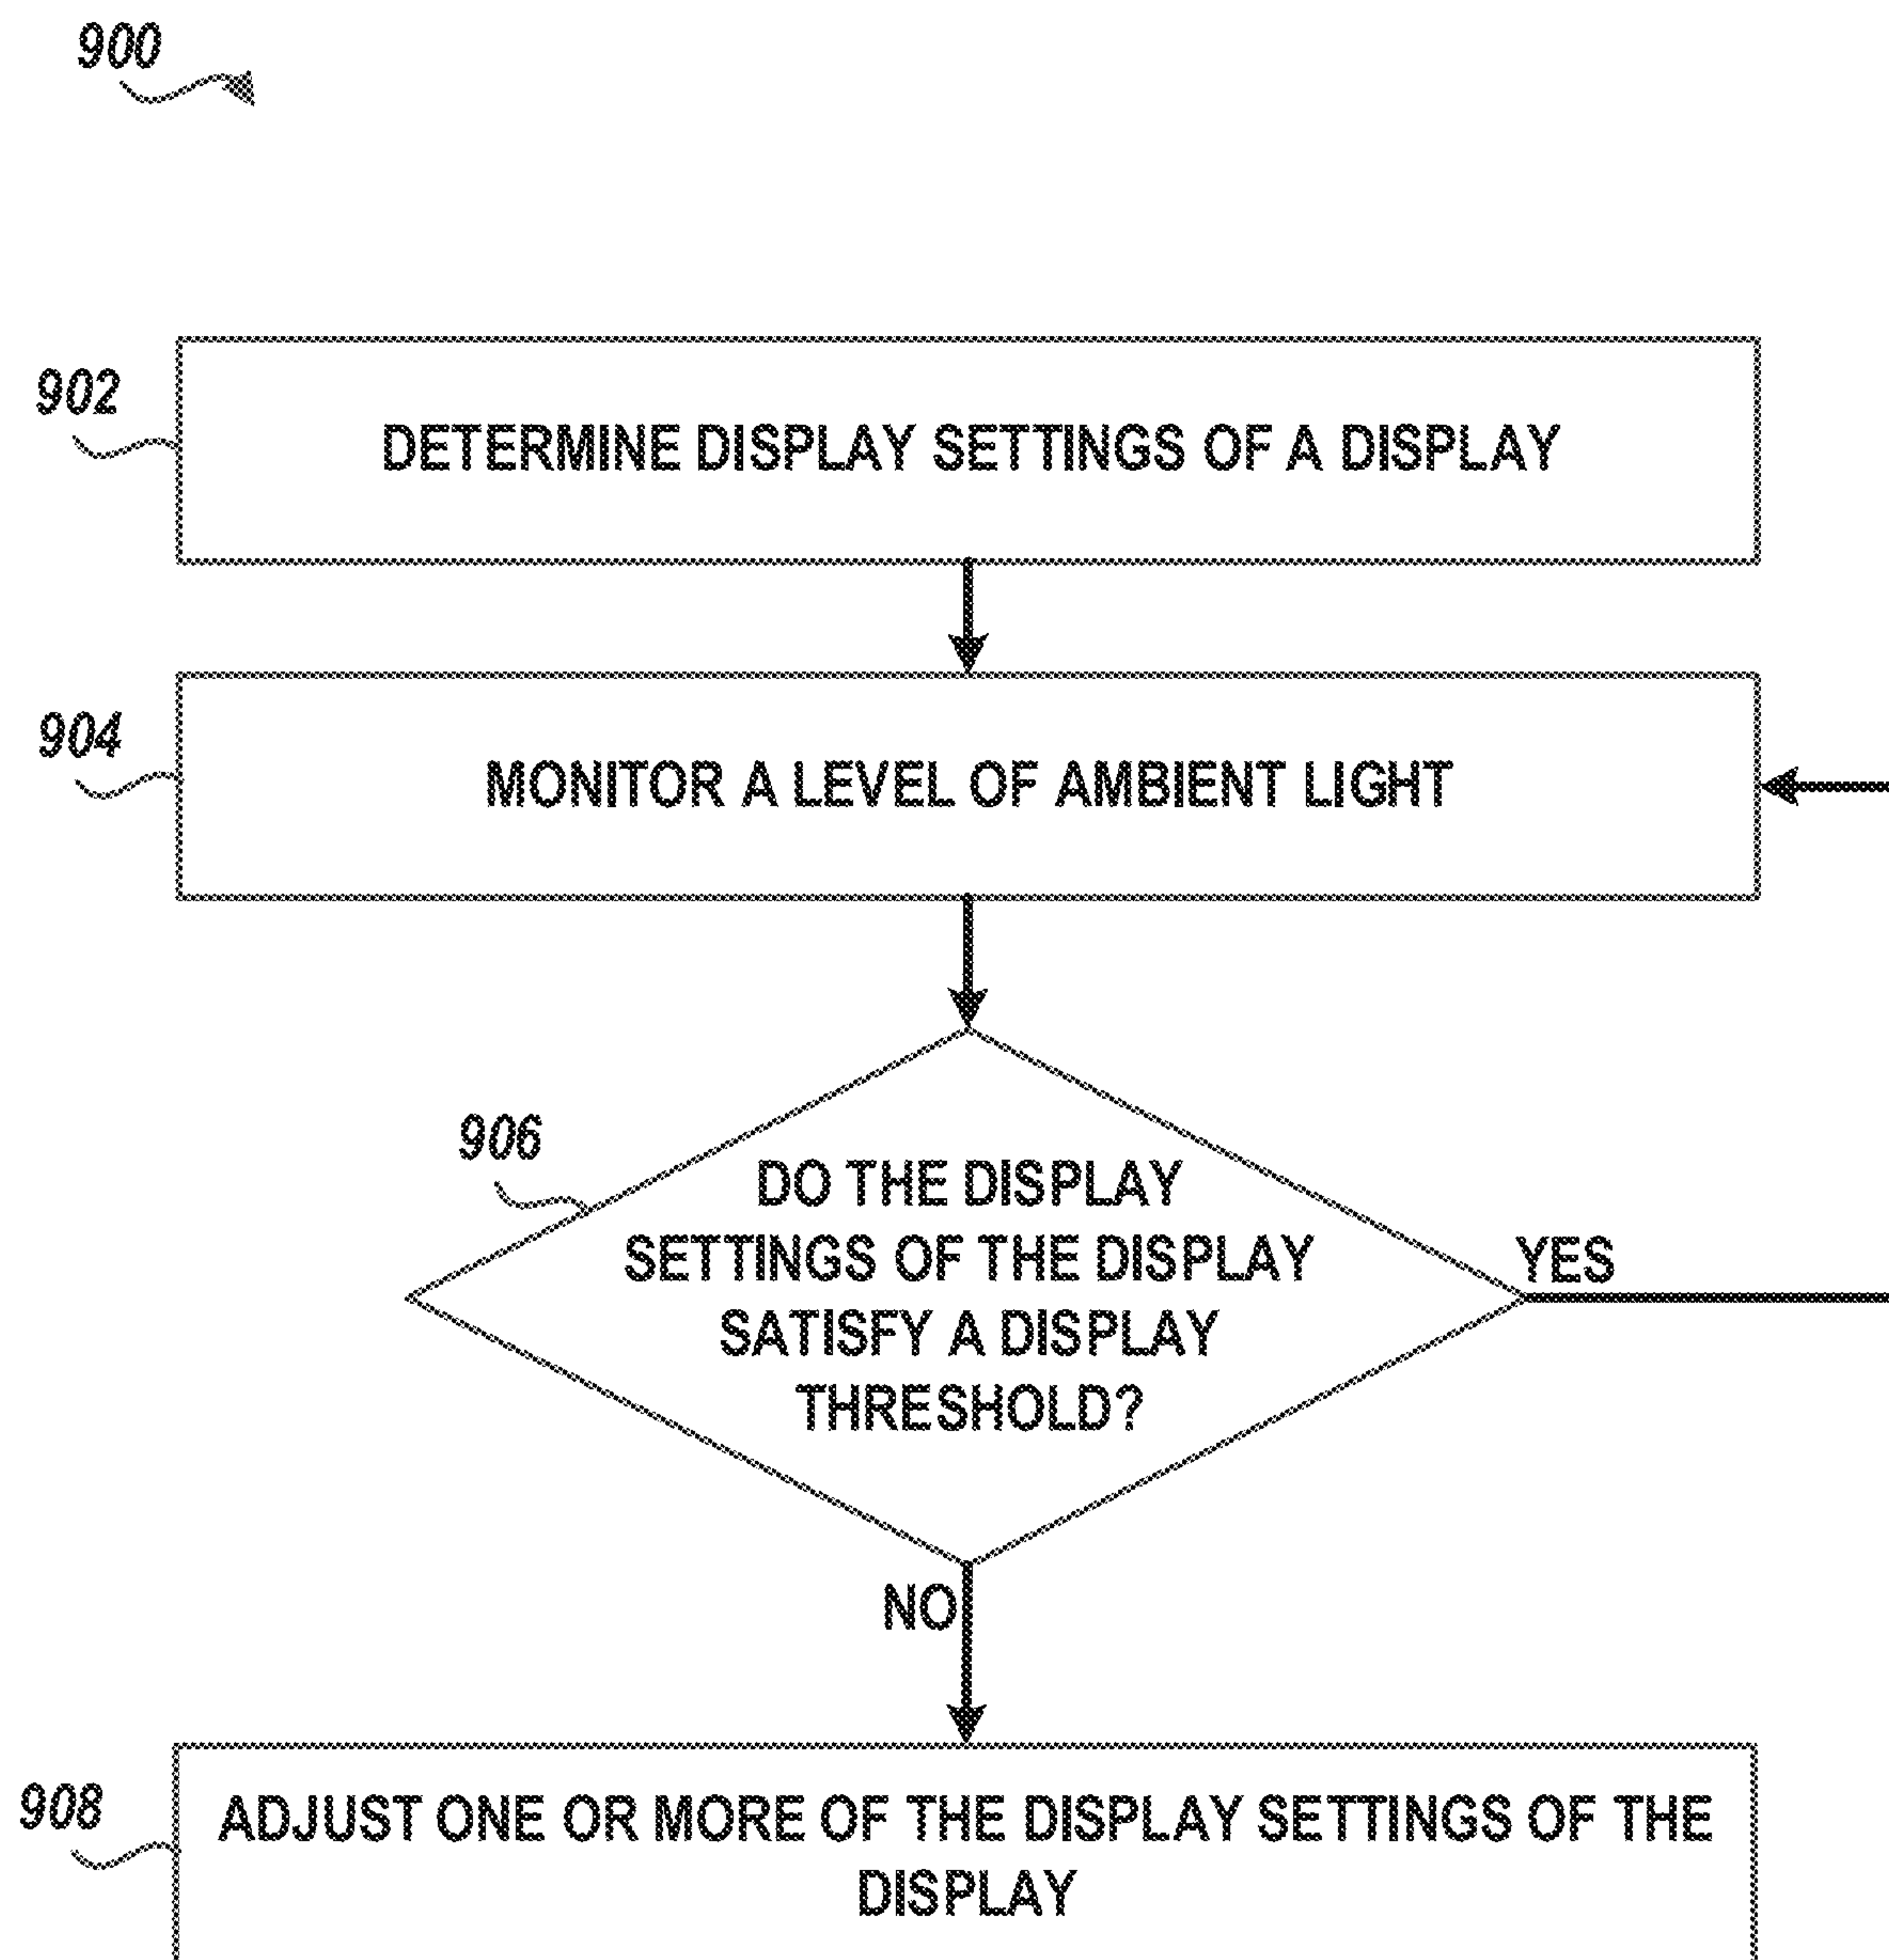 900
902
DETERMINE DISPLAY SETTINGS OF A DISPLAY
904
MONITOR A LEVEL OF AMBIENT LIGHT
906
DO THE DISPLAY
SETTINGS OF THE DISPLAY
SATISFY A DISPLAY
THRESHOLD?
YES
NO
908
ADJUST ONE OR MORE OF THE DISPLAY SETTINGS OF THE
DISPLAY